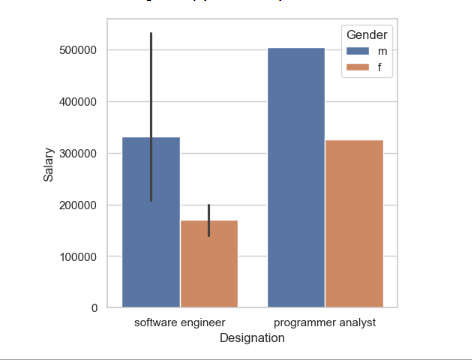 Gender
m
f
500000
400000
300000
200000
100000
0
Salary
software engineer programmer analyst
Designation